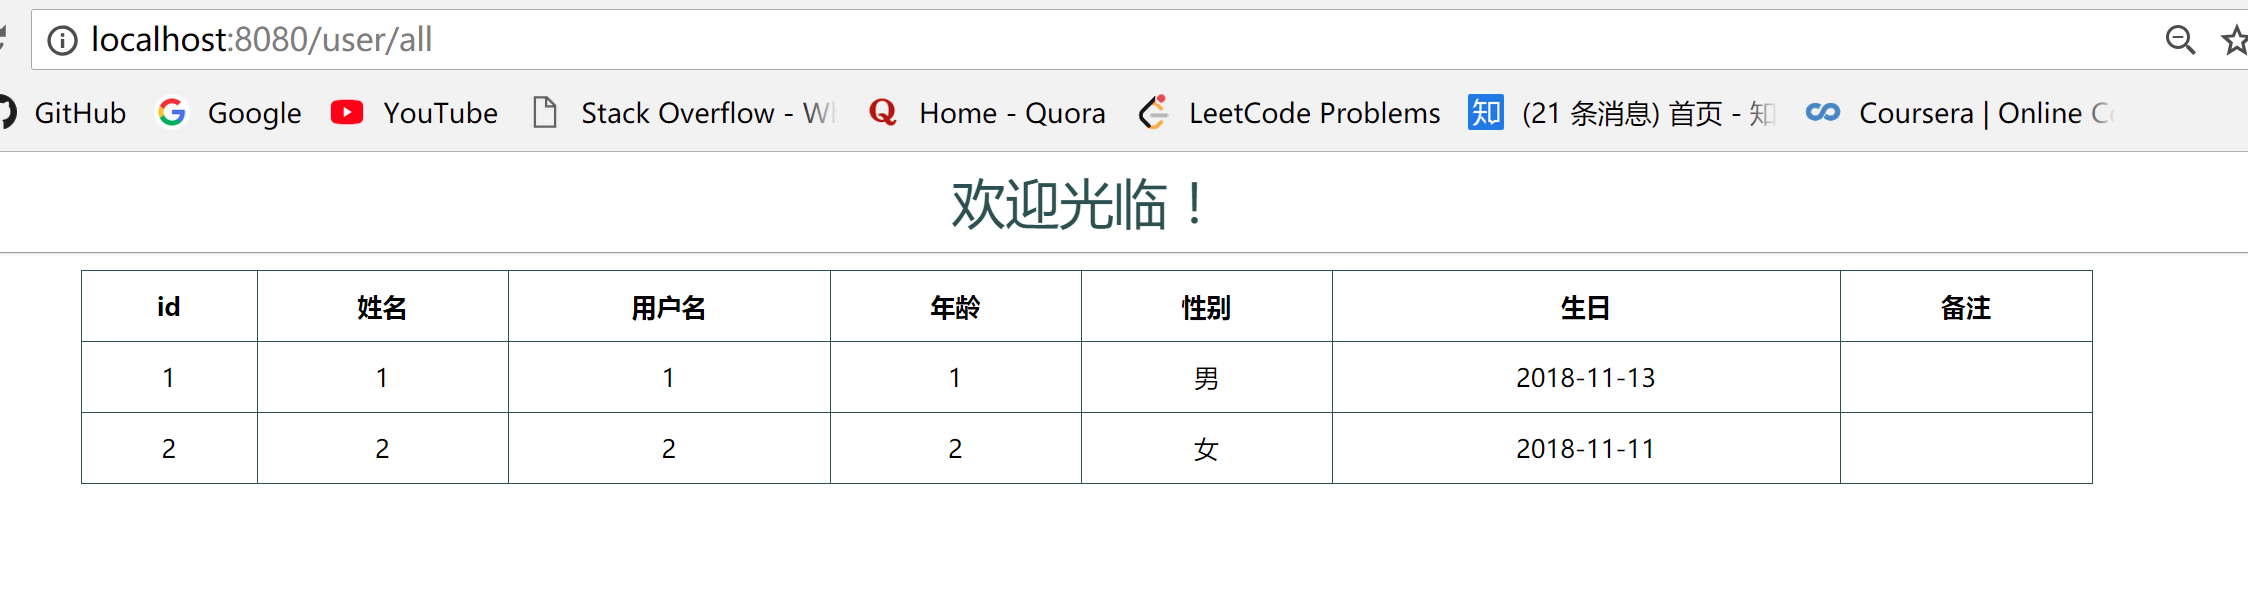 localhost:8080/user/all
GitHub Google YouTube Stack Overflow - Home - Quora LeetCode Problems 知 (21 条消息) 首页 - 知 Coursera | Online
欢迎光临！
id 姓名 用户名 年龄 性别 生日 备注
1 1 1 1 男 2018-11-13
2 2 2 2 女 2018-11-11